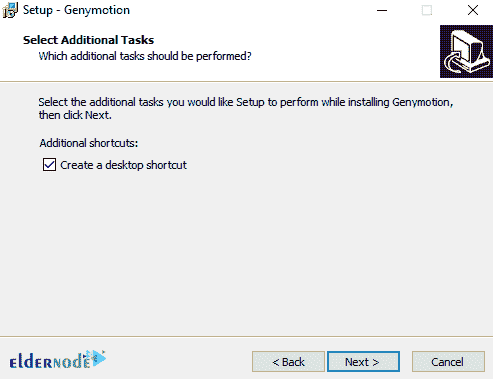 Setup - Genymotion
Select Additional Tasks
Which additional tasks should be performed?
Select the additional tasks you would like Setup to perform while installing Genymotion,
then click Next.
Additional shortcuts:
Create a desktop shortcut
eldernode
< Back
Next >
Cancel